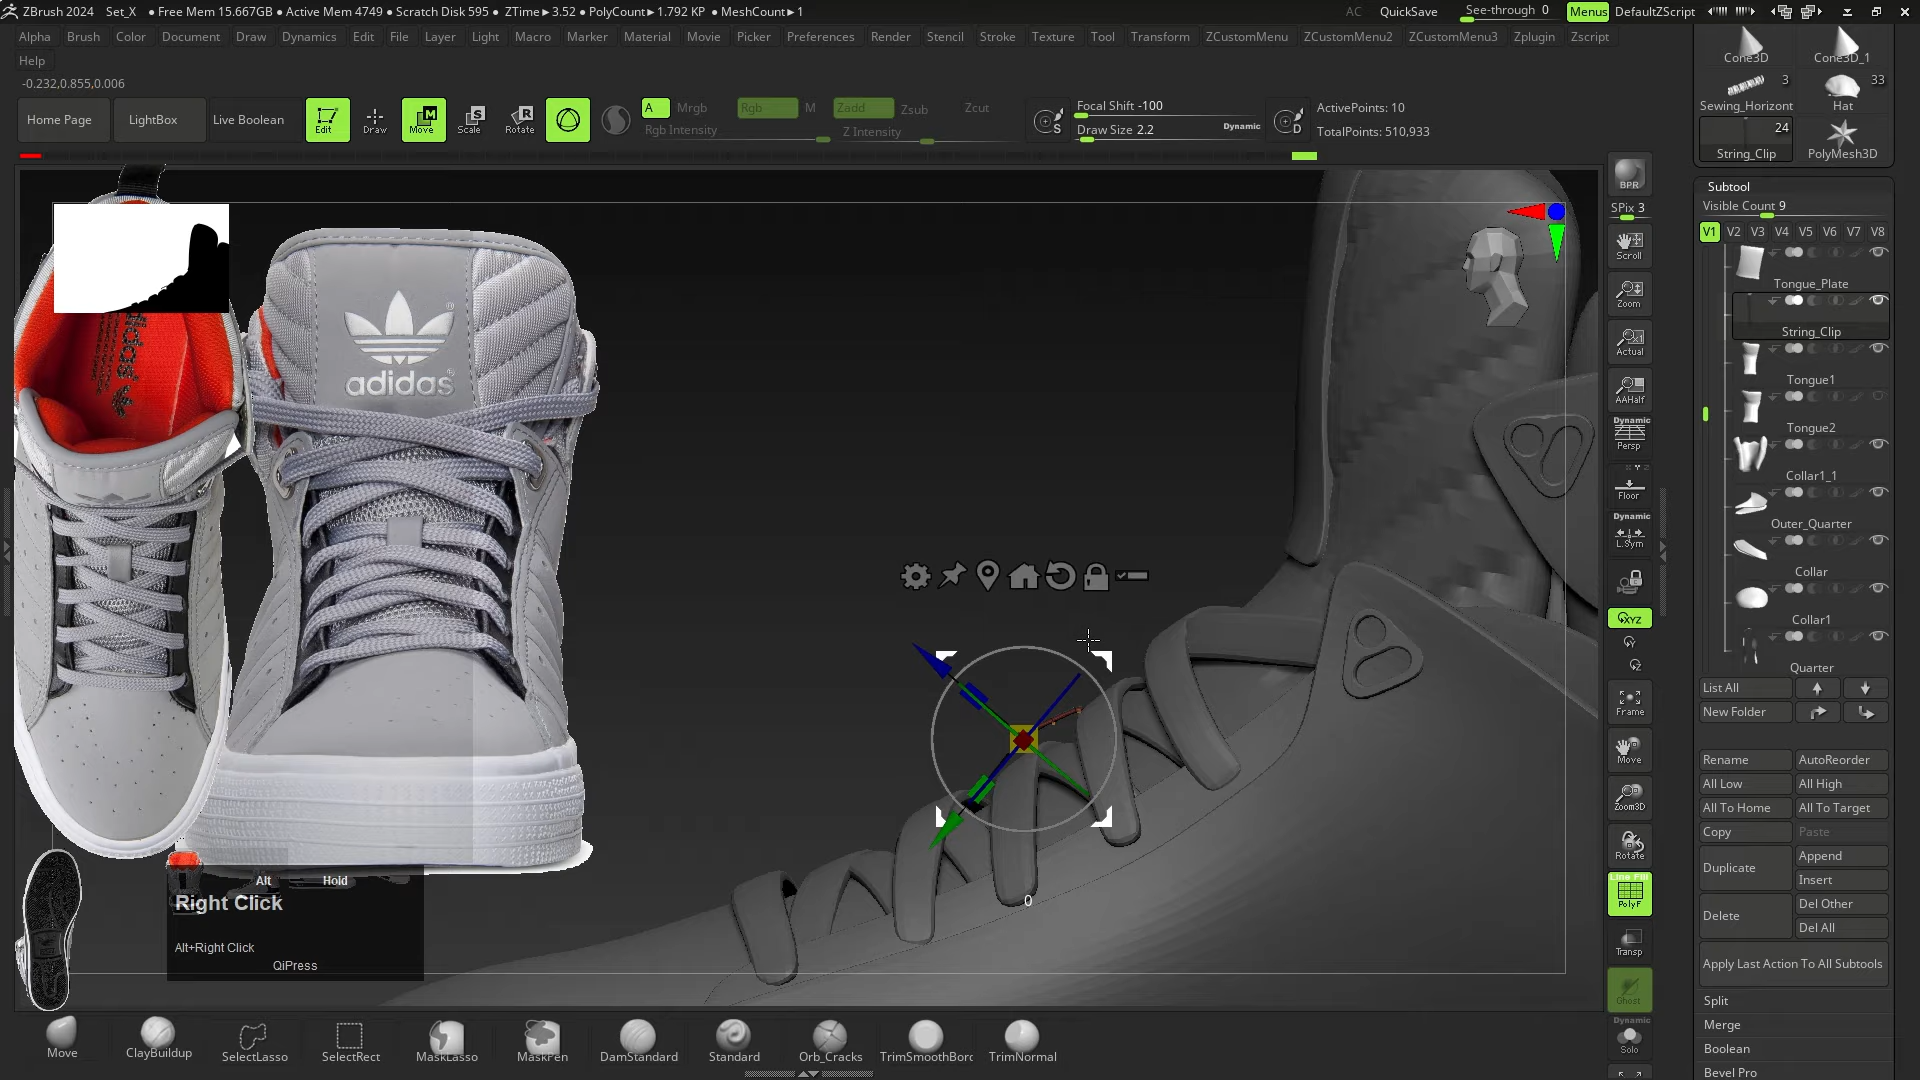 ZBrush 2024 Set_X • Free Mem 15.667GB • Active Mem 4749 • Scratch Disk 595 • ZTime►3.52 • PolyCount►1.792 KP • MeshCount►1
AC QuickSave See-through 0 Menus DefaultZScript
Alpha Brush Color Document Draw Dynamics Edit File Layer Light Macro Marker Material Movie Picker Preferences Render Stencil Stroke Texture Tool Transform ZCustomMenu ZCustomMenu2 ZCustomMenu3 Zplugin Zscript
Help
-0.232,0.855,0.006
Home Page LightBox Live Boolean Edit Draw Move Scale Rotate
A Mrgb Rgb M Zadd Zsub Zcut
Rgb Intensity Z Intensity
Focal Shift -100
Draw Size 2.2 Dynamic
S D
ActivePoints: 10
TotalPoints: 510,933
Cone3D Cone3D_1
3 33
Sewing_Horizont Hat
24
String_Clip PolyMesh3D
Subtool
Visible Count 9
V1 V2 V3 V4 V5 V6 V7 V8
Tongue_Plate
String_Clip
Tongue1
Tongue2
Collar1_1
Outer_Quarter
Collar
Collar1
Quarter
List All
New Folder
Rename AutoReorder
All Low All High
All To Home All To Target
Copy Paste
Duplicate Append
Insert
Delete Del Other
Del All
Apply Last Action To All Subtools
Split
Merge
Boolean
Bevel Pro
BPR
SPix 3
Scroll
Zoom
Actual
AAHalf
Dynamic
Persp
Floor
Dynamic
L.Sym
XYZ
Frame
Move
Zoom3D
Rotate
Line Fill
PolyF
Transp
Ghost
Dynamic
Solo
adidas
adidas
0
Alt Hold
Right Click
Alt+Right Click
QiPress
Move ClayBuildup SelectLasso SelectRect MaskLasso MaskPen DamStandard Standard Orb_Cracks TrimSmoothBorc TrimNormal